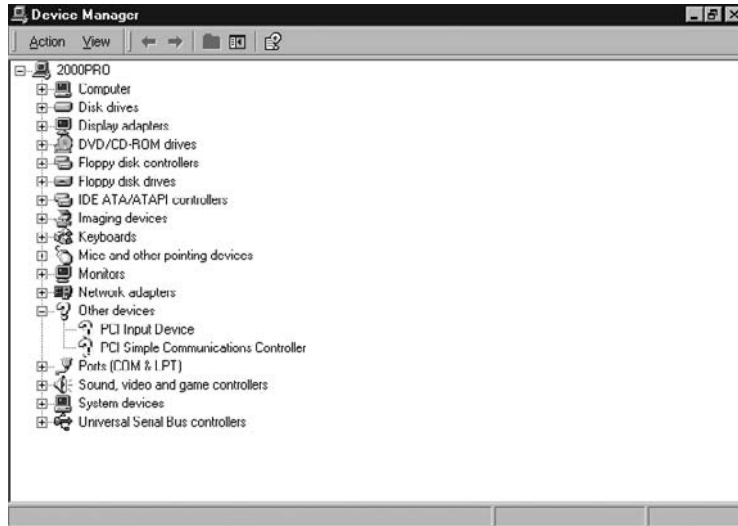 Device Manager
Action View
2000PRO
Computer
Disk drives
Display adapters
DVD/CD-ROM drives
Floppy disk controllers
Floppy disk drives
IDE ATA/ATAPI controllers
Imaging devices
Keyboards
Mice and other pointing devices
Monitors
Network adapters
Other devices
PCI Input Device
PCI Simple Communications Controller
Ports (COM & LPT)
Sound, video and game controllers
System devices
Universal Serial Bus controllers